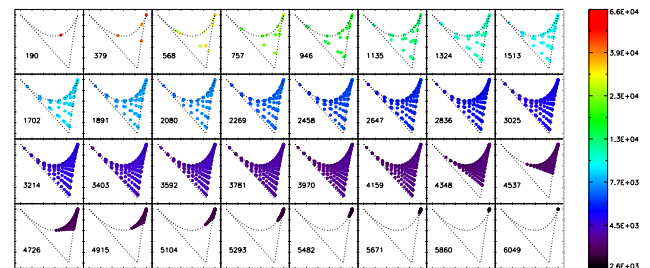 190 379 568 757 946 1135 1324 1513
1702 1891 2080 2269 2458 2647 2836 3025
3214 3403 3592 3781 3970 4159 4348 4537
4726 4915 5104 5293 5482 5671 5860 6049
6.6E+04
3.9E+04
2.3E+04
1.3E+04
7.7E+03
4.5E+03
2.6E+03